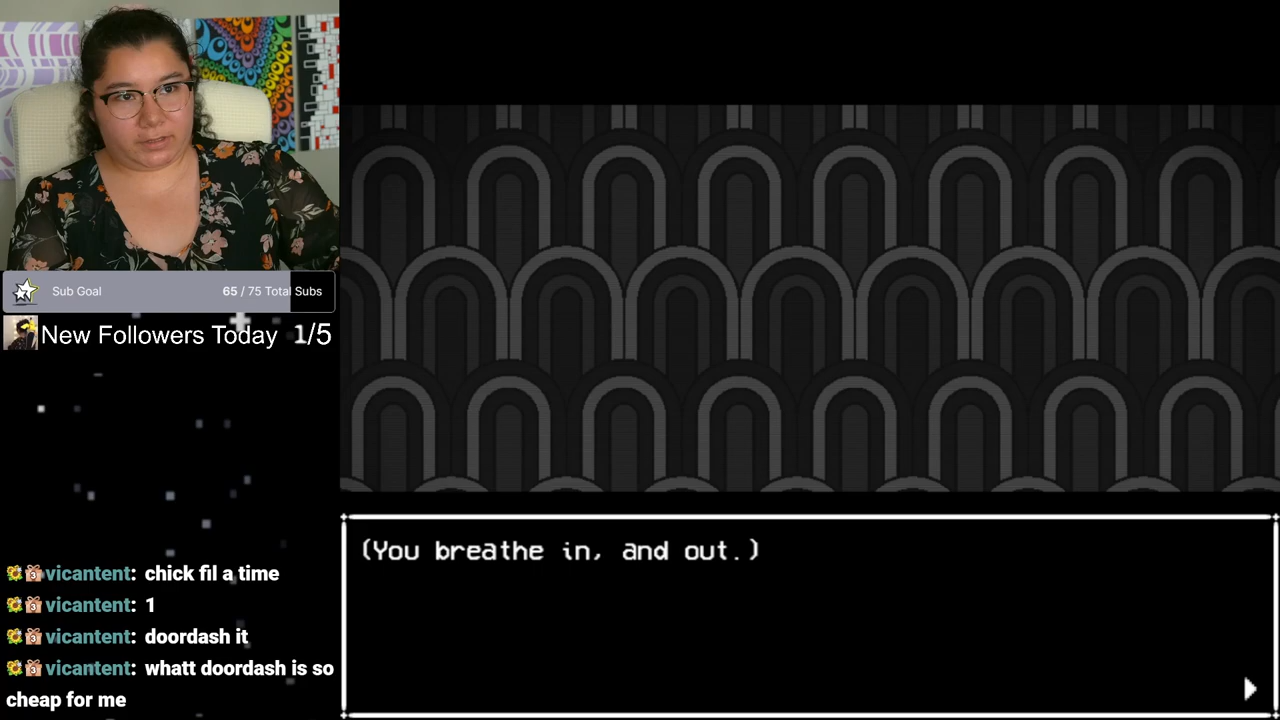 Sub Goal 65 / 75 Total Subs
New Followers Today 1/5
(You breathe in, and out.)
vicantent: chick fil a time
vicantent: 1
vicantent: doordash it
vicantent: whatt doordash is so
cheap for me